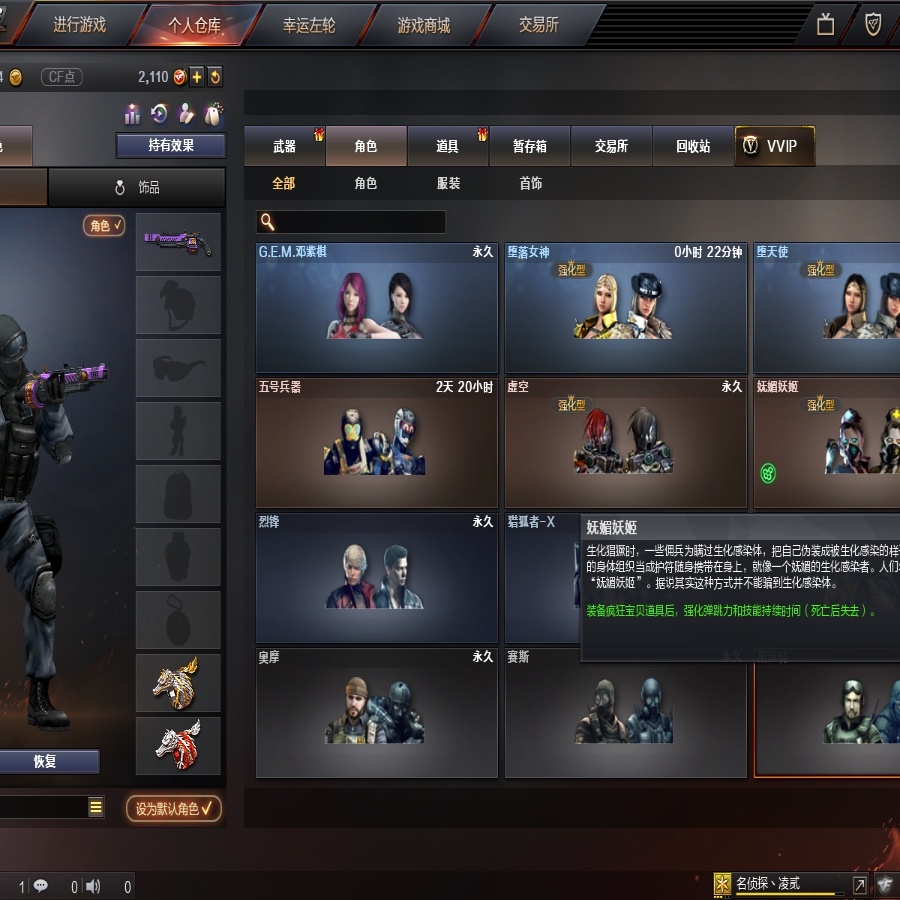 进行游戏
个人仓库
幸运左轮
游戏商城
交易所
4
CF点
2,110
持有效果
饰品
角色
武器
角色
道具
暂存箱
交易所
回收站
VVIP
全部
角色
服装
首饰
G.E.M.邓紫棋
永久
堕落女神
0小时 22分钟
强化型
堕天使
强化型
五号兵器
2天 20小时
虚空
永久
强化型
妩媚妖姬
强化型
烈锋
永久
猎狐者-X
妩媚妖姬
生化猖獗时，一些佣兵为瞒过生化感染体，把自己伪装成被生化感染的样
的身体组织当成护符随身携带在身上，就像一个妩媚的生化感染者。人们
“妩媚妖姬”。据说其实这种方式并不能骗到生化感染体。
装备疯狂宝贝道具后，强化弹跳力和技能持续时间（死亡后失去）。
奥摩
永久
赛斯
永久
恢复
设为默认角色
1
0
0
名侦探丶凌贰